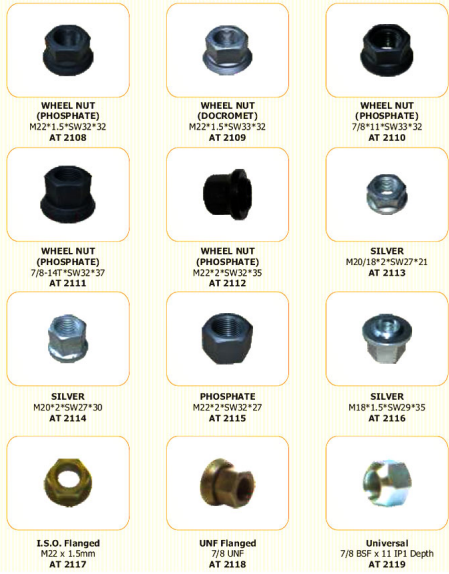 WHEEL NUT
(PHOSPHATE)
M22*1.5*SW32*32
AT 2108
WHEEL NUT
(DOCROMET)
M22*1.5*SW33*32
AT 2109
WHEEL NUT
(PHOSPHATE)
7/8*11*SW33*32
AT 2110
WHEEL NUT
(PHOSPHATE)
7/8-14T*SW32*37
AT 2111
WHEEL NUT
(PHOSPHATE)
M22*2*SW32*35
AT 2112
SILVER
M20/18*2*SW27*21
AT 2113
SILVER
M20*2*SW27*30
AT 2114
PHOSPHATE
M22*2*SW32*27
AT 2115
SILVER
M18*1.5*SW29*35
AT 2116
I.S.O. Flanged
M22 x 1.5mm
AT 2117
UNF Flanged
7/8 UNF
AT 2118
Universal
7/8 BSF x 11 IP1 Depth
AT 2119